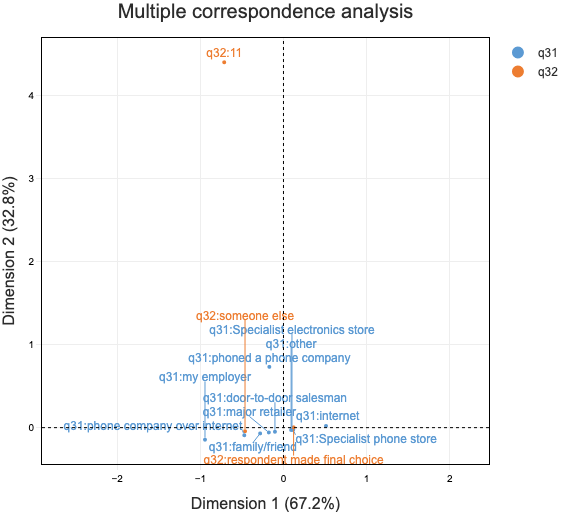 Multiple correspondence analysis
q31
q32
q32:11
4
3
2
1
0
q32:someone else
q31:Specialist electronics store
q31:other
q31:phoned a phone company
q31:my employer
q31:door-to-door salesman
q31:major retailer
q31:internet
q31:phone company over internet
q31:Specialist phone store
q31:family/friend
q32:respondent made final choice
−2
−1
0
1
2
Dimension 1 (67.2%)
Dimension 2 (32.8%)